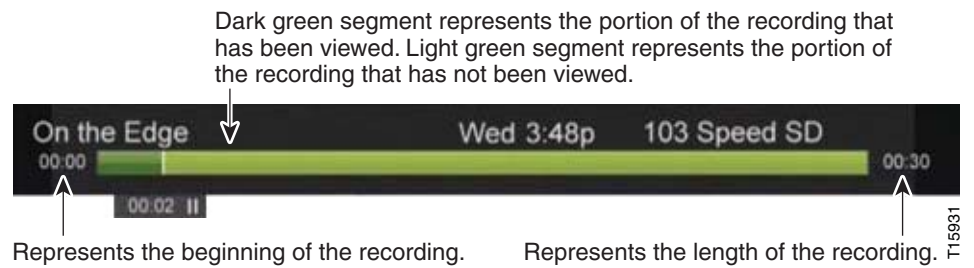 Dark green segment represents the portion of the recording that
has been viewed. Light green segment represents the portion of
the recording that has not been viewed.
On the Edge Wed 3:48p 103 Speed SD
00:00 00:30
00:02
Represents the beginning of the recording. Represents the length of the recording.
T15931